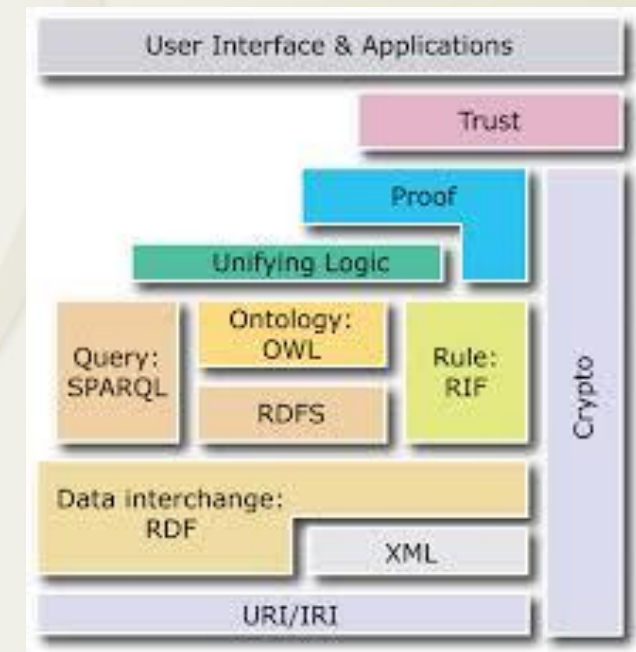 User Interface & Applications
Trust
Proof
Unifying Logic
Query:
SPARQL
Ontology:
OWL
RDFS
Rule:
RIF
Crypto
Data interchange:
RDF
XML
URI/IRI